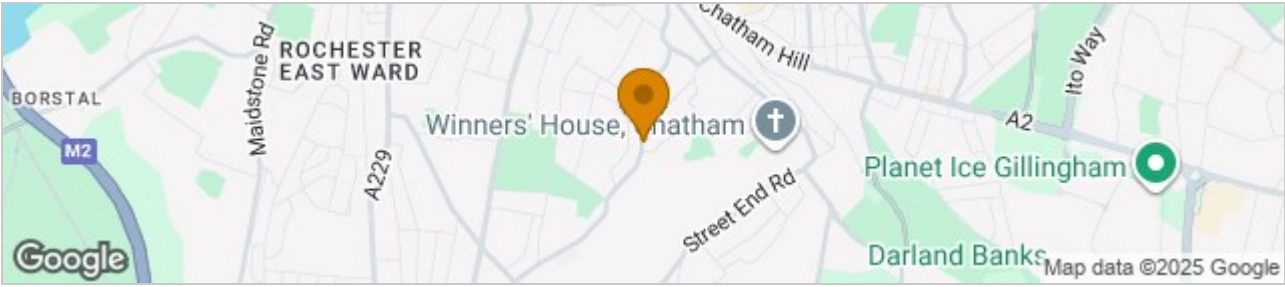 Chatham Hill
Maidstone Rd
ROCHESTER
EAST WARD
Ito Way
BORSTAL
Winners' House, Chatham
A2
M2
A229
Planet Ice Gillingham
Street End Rd
Darland Banks
Google
Map data ©2025 Google